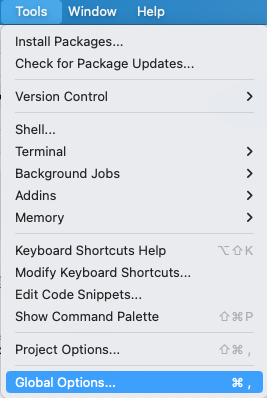 Tools Window Help
Install Packages...
Check for Package Updates...
Version Control
Shell...
Terminal
Background Jobs
Addins
Memory
Keyboard Shortcuts Help ⌥⇧K
Modify Keyboard Shortcuts...
Edit Code Snippets...
Show Command Palette ⇧⌘P
Project Options... ⇧⌘,
Global Options... ⌘,